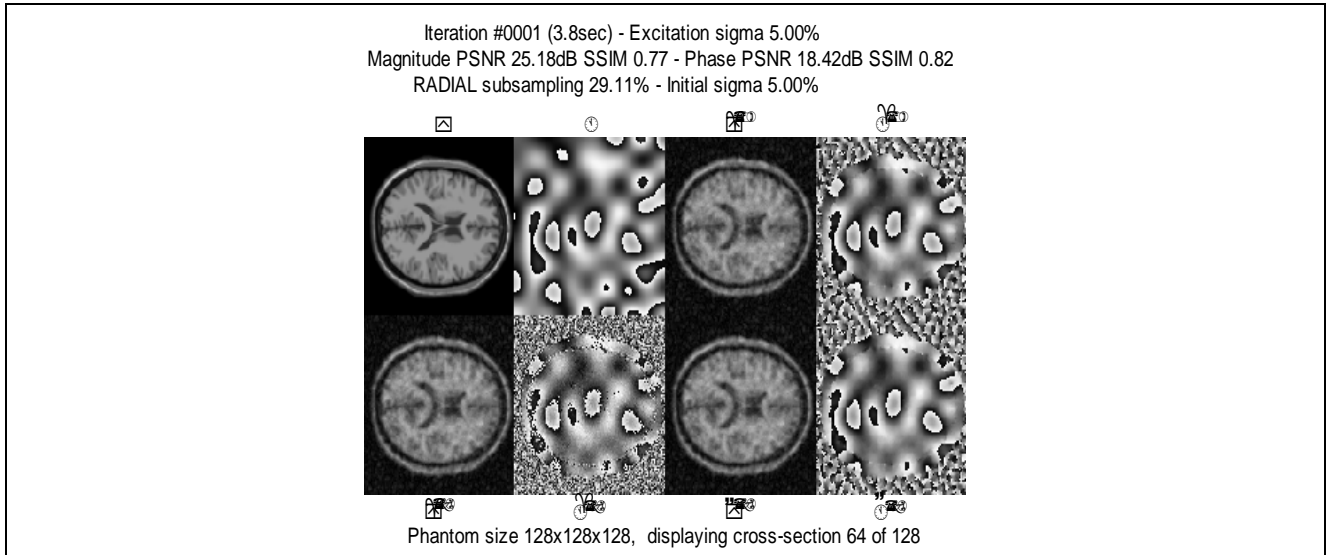 Iteration #0001 (3.8sec) - Excitation sigma 5.00%
Magnitude PSNR 25.18dB SSIM 0.77 - Phase PSNR 18.42dB SSIM 0.82
RADIAL subsampling 29.11% - Initial sigma 5.00%
Phantom size 128x128x128, displaying cross-section 64 of 128